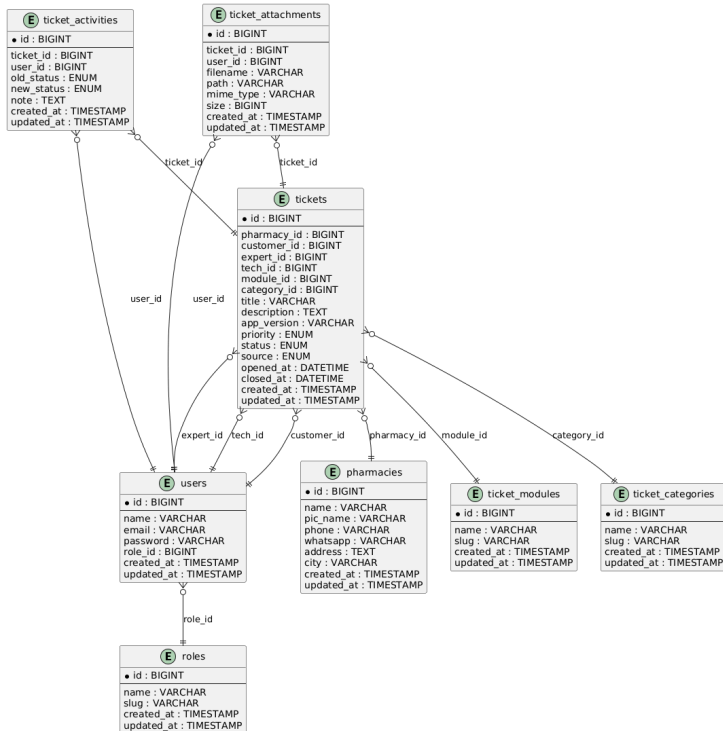 E ticket_activities
* id : BIGINT
ticket_id : BIGINT
user_id : BIGINT
old_status : ENUM
new_status : ENUM
note : TEXT
created_at : TIMESTAMP
updated_at : TIMESTAMP
E ticket_attachments
* id : BIGINT
ticket_id : BIGINT
user_id : BIGINT
filename : VARCHAR
path : VARCHAR
mime_type : VARCHAR
size : BIGINT
created_at : TIMESTAMP
updated_at : TIMESTAMP
ticket_id
ticket_id
E tickets
* id : BIGINT
pharmacy_id : BIGINT
customer_id : BIGINT
expert_id : BIGINT
tech_id : BIGINT
module_id : BIGINT
category_id : BIGINT
title : VARCHAR
description : TEXT
app_version : VARCHAR
priority : ENUM
status : ENUM
source : ENUM
opened_at : DATETIME
closed_at : DATETIME
created_at : TIMESTAMP
updated_at : TIMESTAMP
user_id
user_id
expert_id
tech_id
customer_id
pharmacy_id
module_id
category_id
E users
* id : BIGINT
name : VARCHAR
email : VARCHAR
password : VARCHAR
role_id : BIGINT
created_at : TIMESTAMP
updated_at : TIMESTAMP
E pharmacies
* id : BIGINT
name : VARCHAR
pic_name : VARCHAR
phone : VARCHAR
whatsapp : VARCHAR
address : TEXT
city : VARCHAR
created_at : TIMESTAMP
updated_at : TIMESTAMP
E ticket_modules
* id : BIGINT
name : VARCHAR
slug : VARCHAR
created_at : TIMESTAMP
updated_at : TIMESTAMP
E ticket_categories
* id : BIGINT
name : VARCHAR
slug : VARCHAR
created_at : TIMESTAMP
updated_at : TIMESTAMP
role_id
E roles
* id : BIGINT
name : VARCHAR
slug : VARCHAR
created_at : TIMESTAMP
updated_at : TIMESTAMP